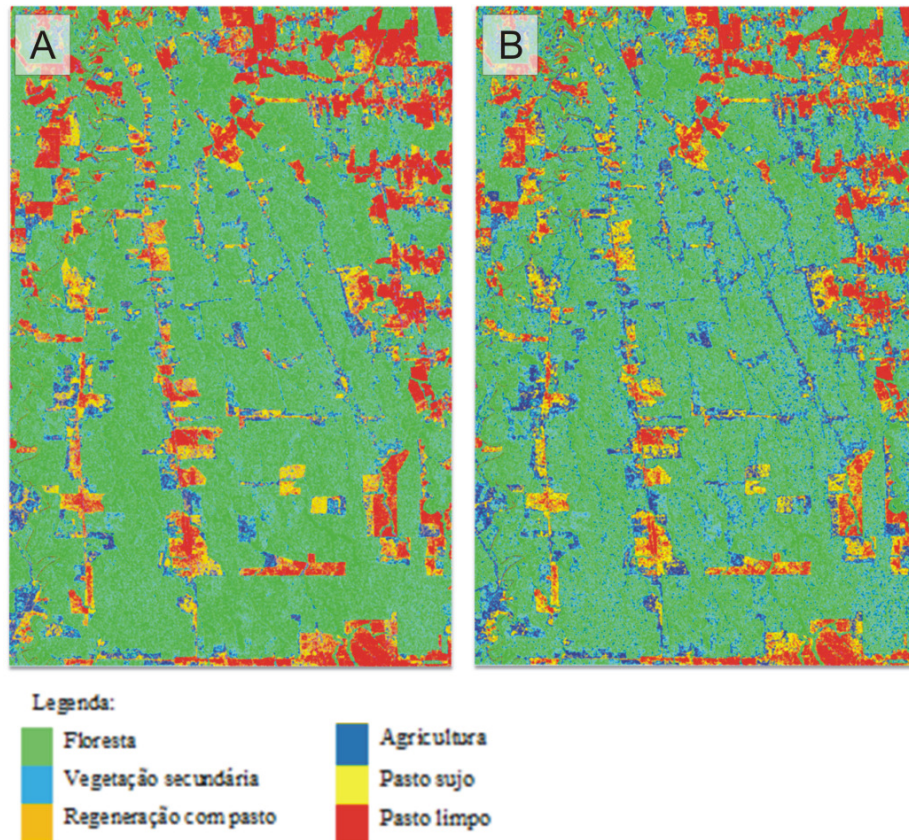 A
B
Legenda:
Floresta
Vegetação secundária
Regeneração com pasto
Agricultura
Pasto sujo
Pasto limpo